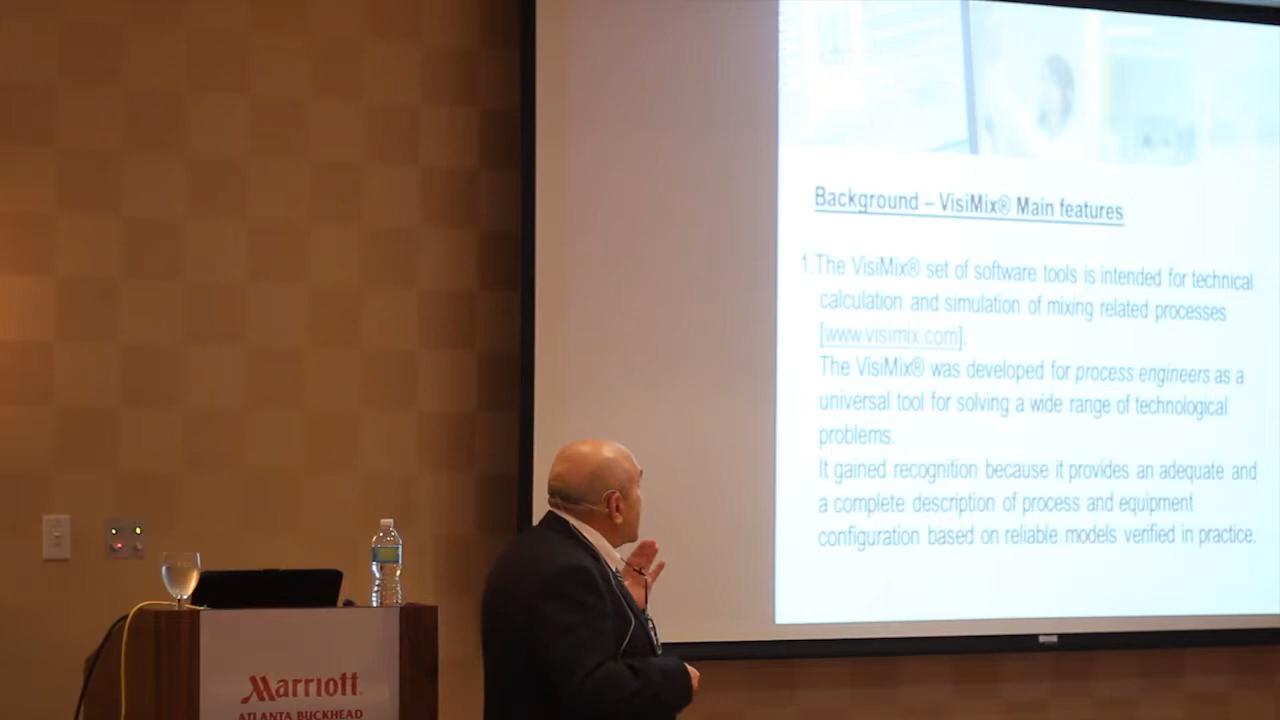 Background – VisiMix® Main features
1.The VisiMix® set of software tools is intended for technical
calculation and simulation of mixing related processes
[www.visimix.com].
The VisiMix® was developed for process engineers as a
universal tool for solving a wide range of technological
problems.
It gained recognition because it provides an adequate and
a complete description of process and equipment
configuration based on reliable models verified in practice.
Marriott
ATLANTA BUCKHEAD